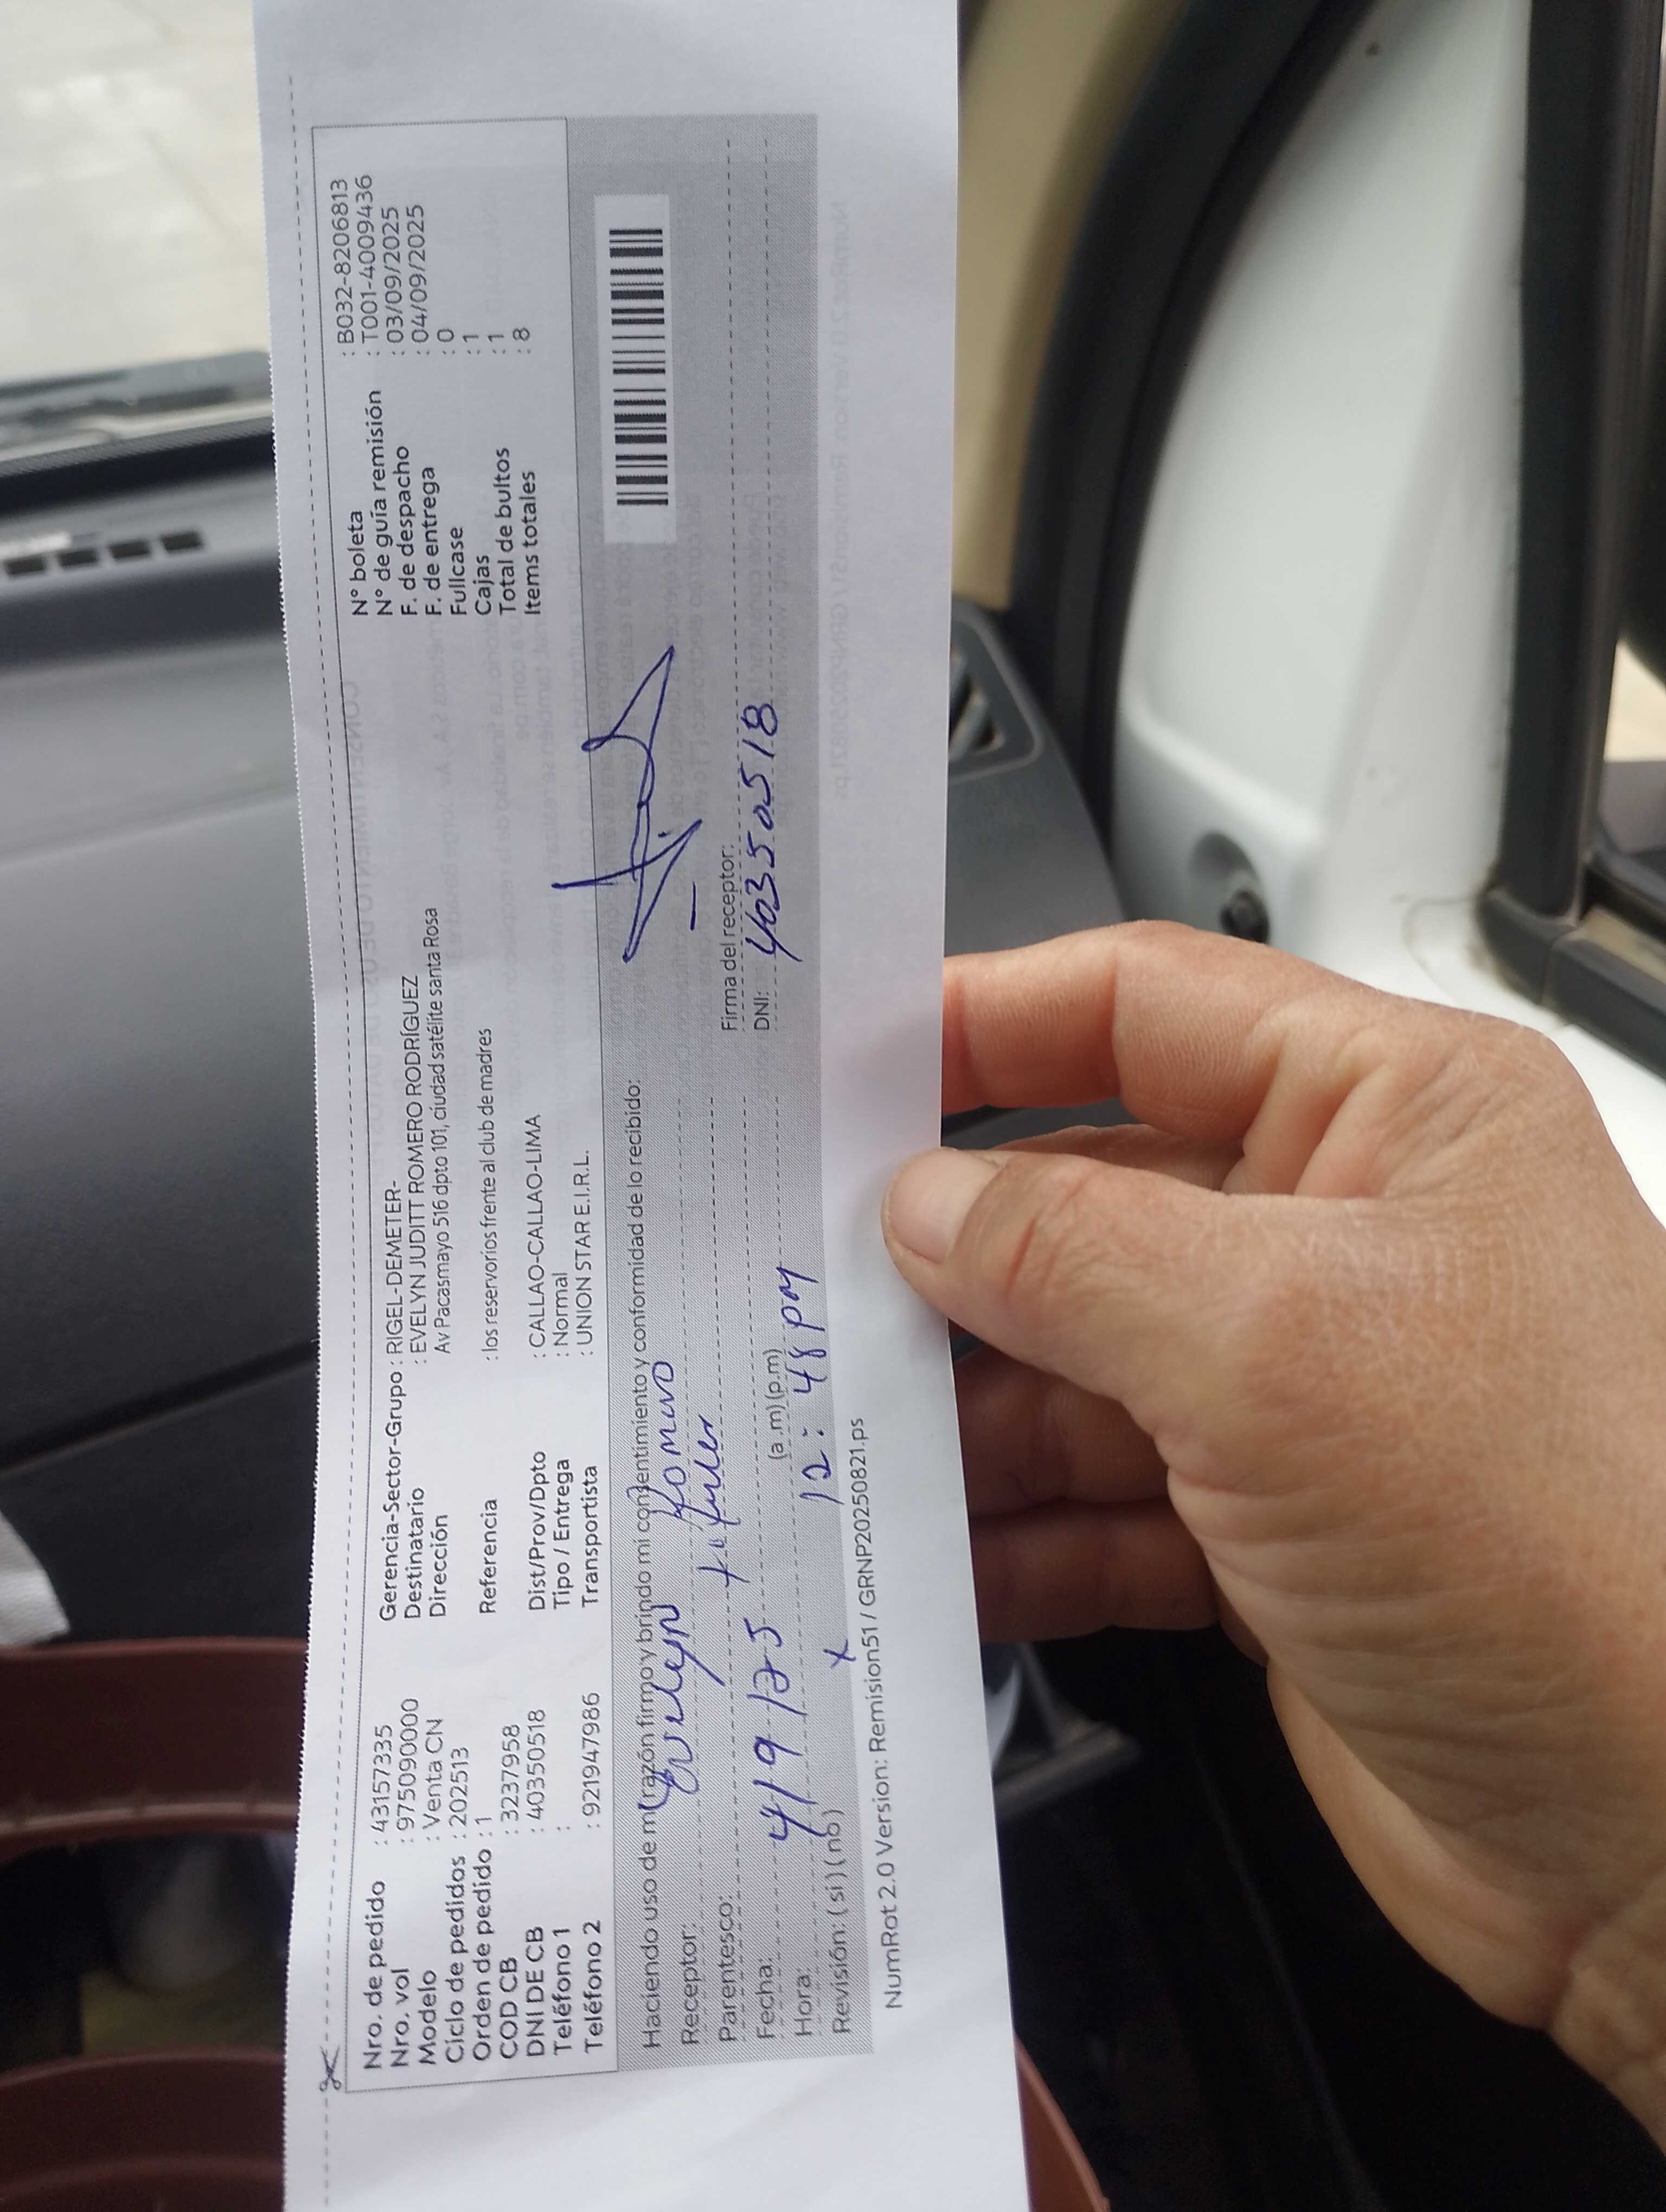 Nro. de pedido : 43157335
Nro. vol : 975090000
Modelo : Venta CN
Ciclo de pedidos : 202513
Orden de pedido : 1
COD CB : 3237958
DNI DE CB : 40350518
Teléfono 1 :
Teléfono 2 : 921947986
Gerencia-Sector-Grupo : RIGEL-DEMETER-
Destinatario : EVELYN JUDITT ROMERO RODRÍGUEZ
Dirección Av Pacasmayo 516 dpto 101, ciudad satélite santa Rosa
Referencia : los reservorios frente al club de madres
Dist/Prov/Dpto : CALLAO-CALLAO-LIMA
Tipo / Entrega : Normal
Transportista : UNION STAR E.I.R.L.
N° boleta : B032-8206813
N° de guía remisión : T001-4009436
F. de despacho : 03/09/2025
F. de entrega : 04/09/2025
Fullcase : 0
Cajas : 1
Total de bultos : 1
Items totales : 8
Haciendo uso de mi razón firmo y brindo mi consentimiento y conformidad de lo recibido:
Receptor: Evelyn Romero
Parentesco:
Fecha: 4/9/25
Hora: (a.m) (p.m) 12:48 pm
Revisión: (si) (no) x
Firma del receptor:
DNI: 40350518
NumRot 2.0 Version: Remision51 / GRNP20250821.ps